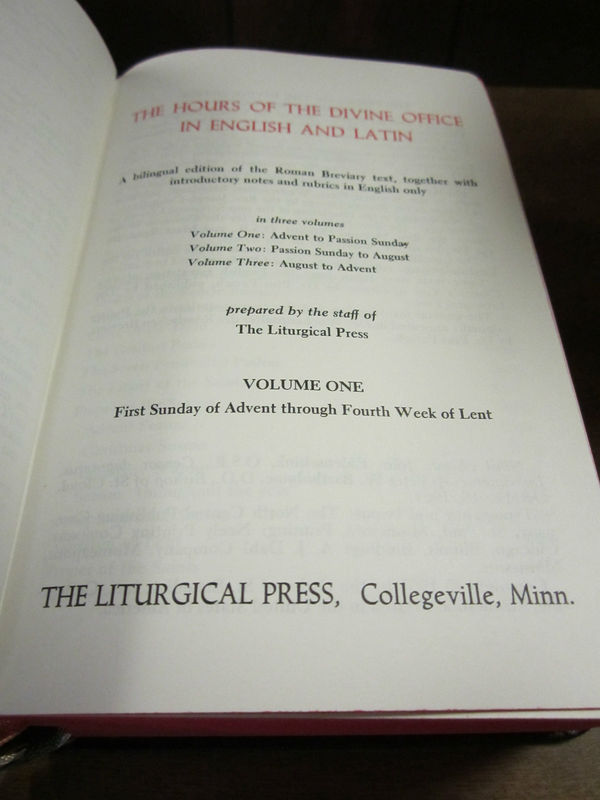 THE HOURS OF THE DIVINE OFFICE
IN ENGLISH AND LATIN
A bilingual edition of the Roman Breviary text, together with
introductory notes and rubrics in English only
in three volumes
Volume One: Advent to Passion Sunday
Volume Two: Passion Sunday to August
Volume Three: August to Advent
prepared by the staff of
The Liturgical Press
VOLUME ONE
First Sunday of Advent through Fourth Week of Lent
THE LITURGICAL PRESS, Collegeville, Minn.